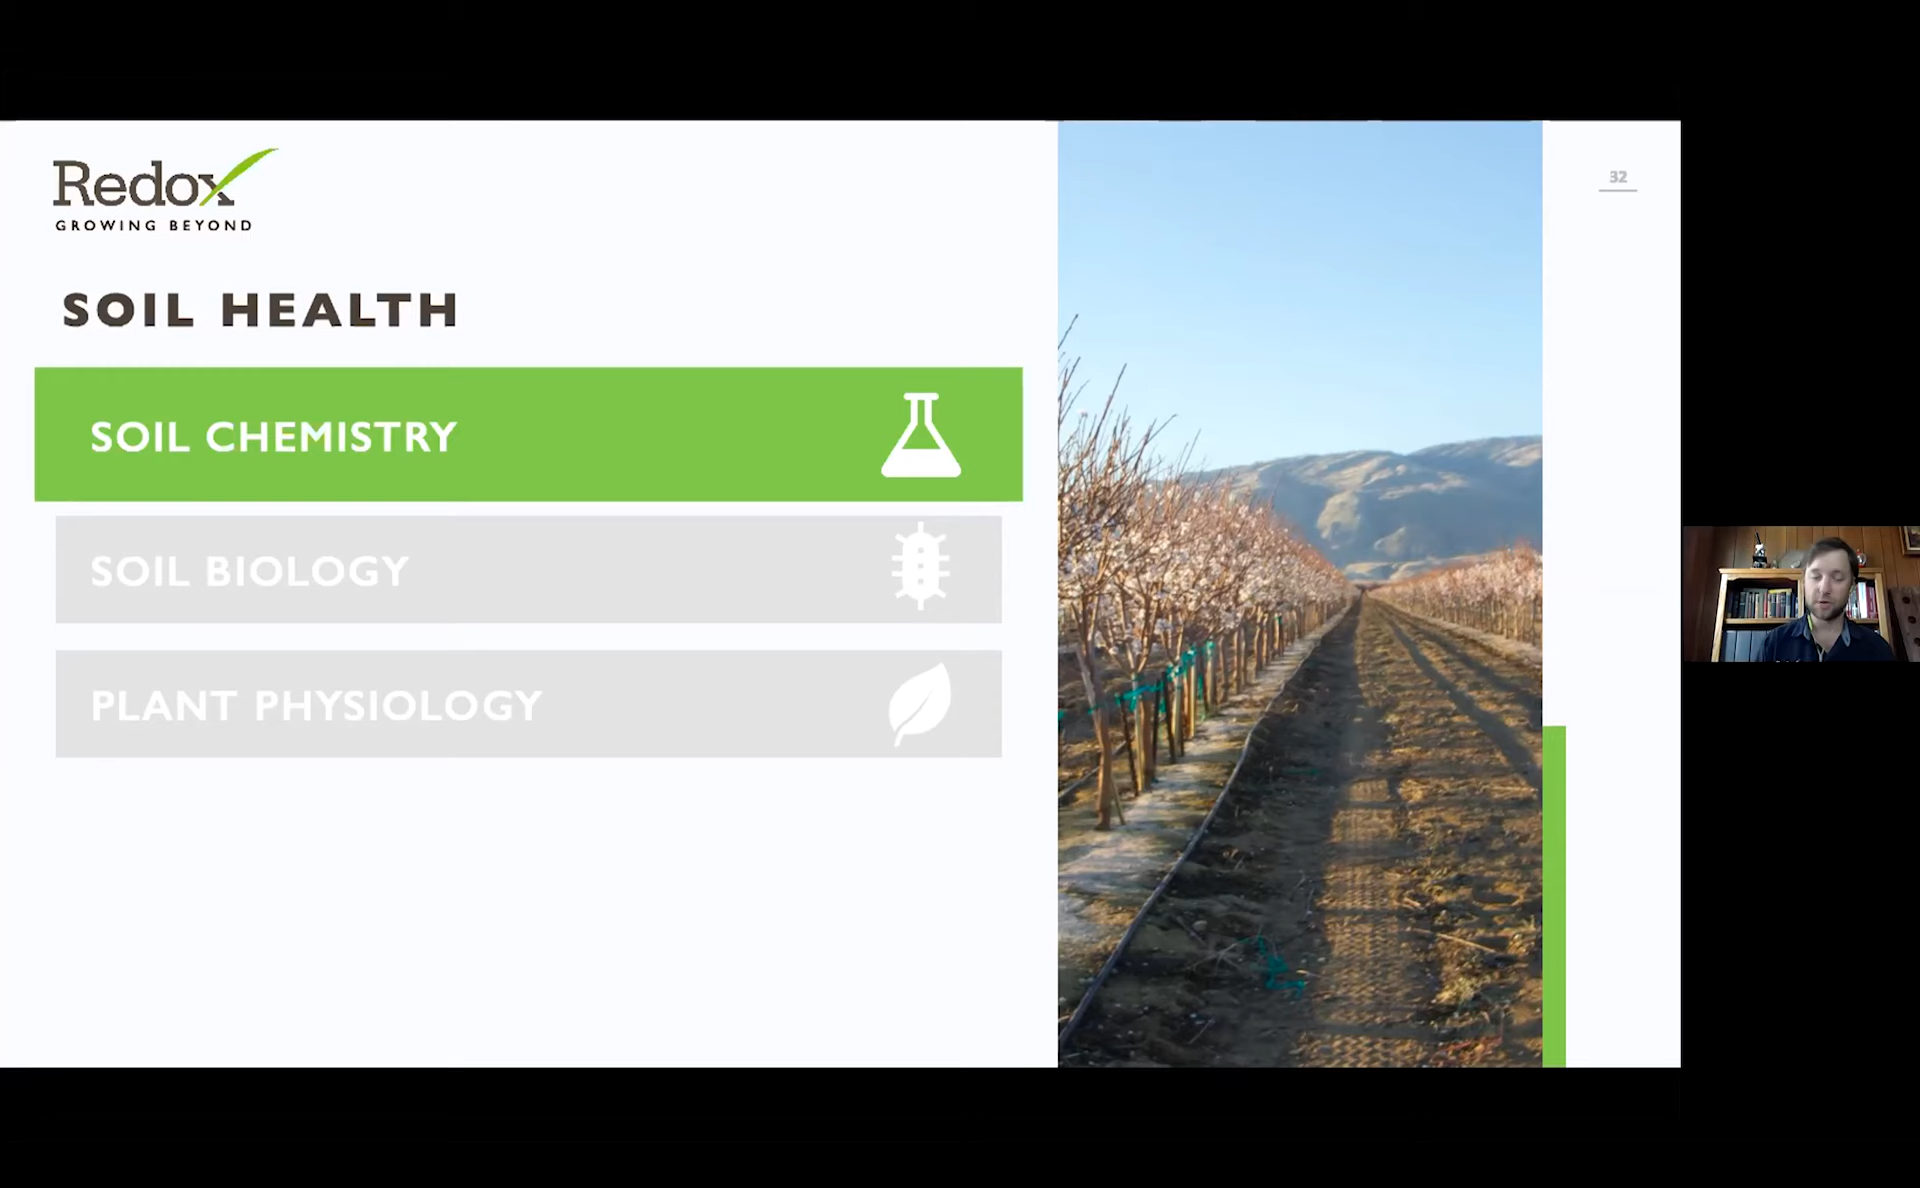 Redox
GROWING BEYOND
32
SOIL HEALTH
SOIL CHEMISTRY
SOIL BIOLOGY
PLANT PHYSIOLOGY